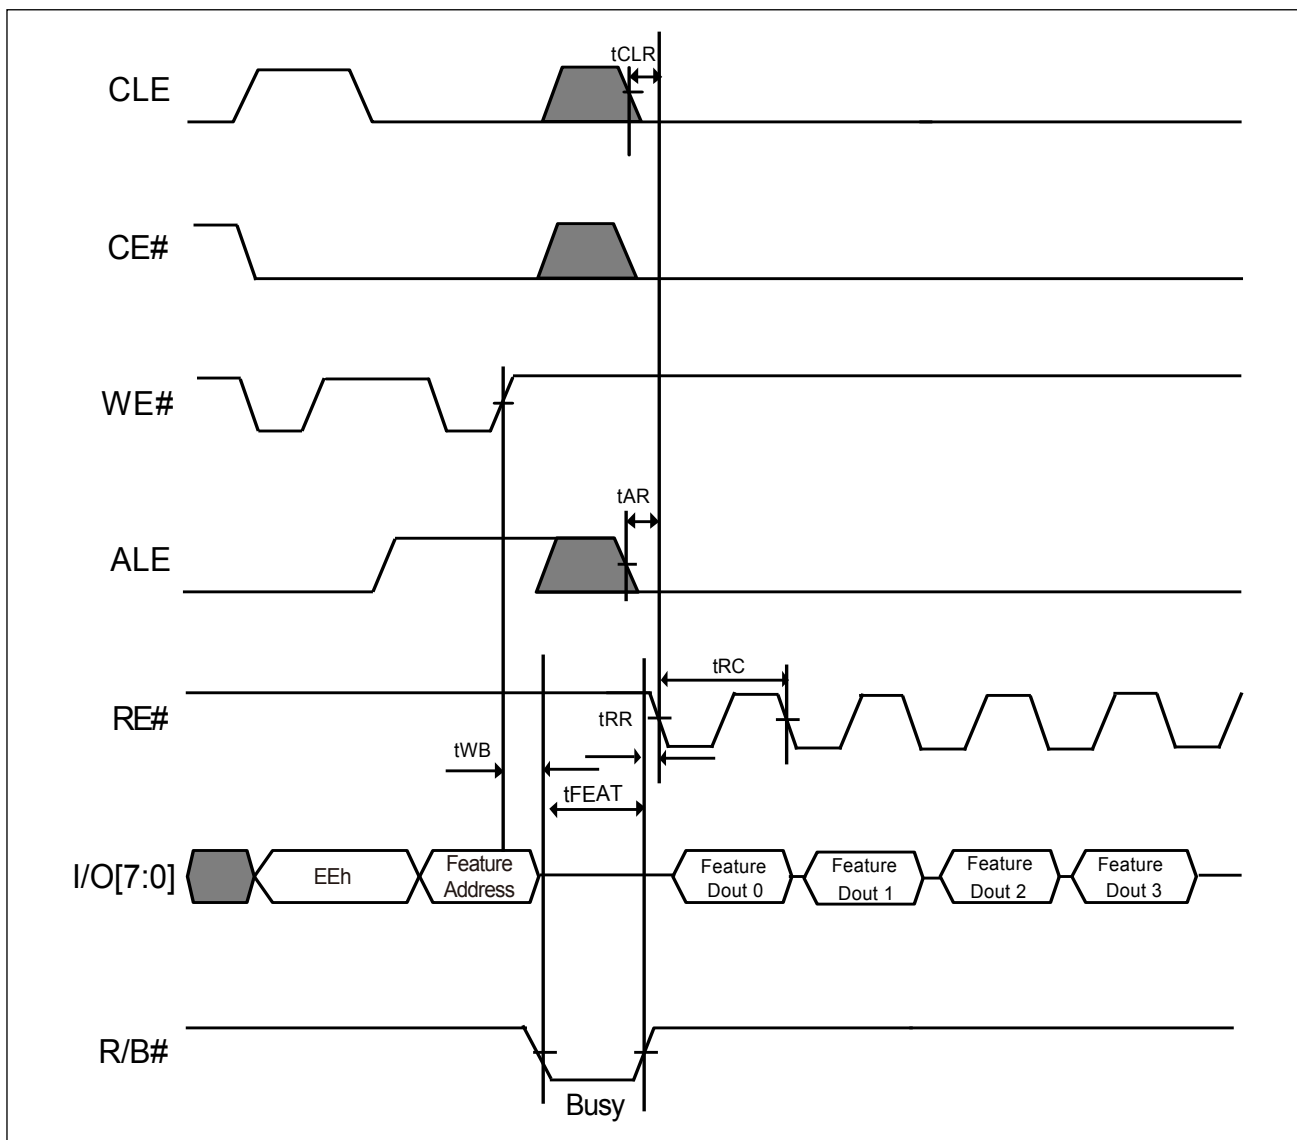 tCLR
CLE
CE#
WE#
tAR
ALE
tRC
RE#
tRR
tWB
tFEAT
I/O[7:0]
EEh
Feature
Address
Feature
Dout 0
Feature
Dout 1
Feature
Dout 2
Feature
Dout 3
R/B#
Busy